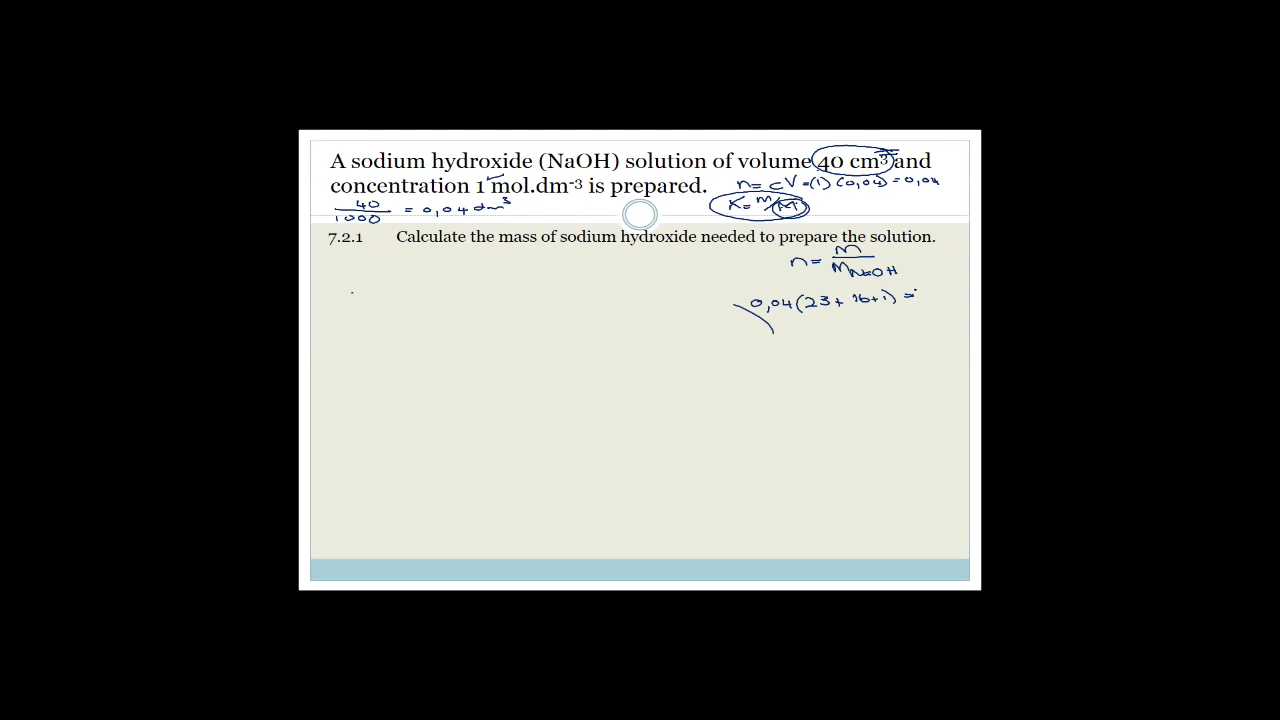 A sodium hydroxide (NaOH) solution of volume 40 cm³ and
n = cV = (1) (0,04) = 0,04
concentration 1 mol.dm⁻³ is prepared.
40/1000 = 0,04 dm³
n = m/M
7.2.1 Calculate the mass of sodium hydroxide needed to prepare the solution.
n = m/M NaOH
0,04 (23 + 16 + 1) =